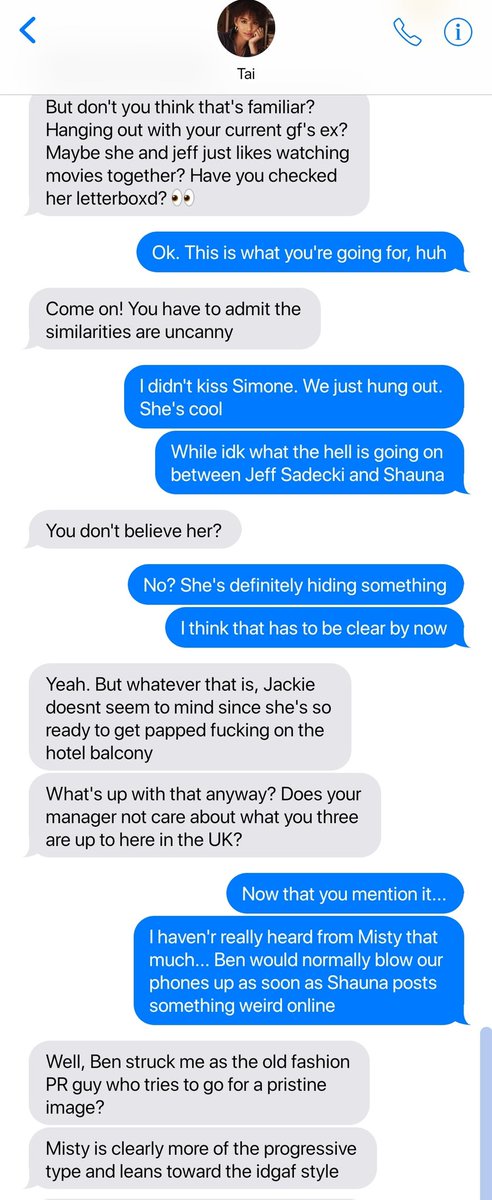 Tai
But don't you think that's familiar?
Hanging out with your current gf's ex?
Maybe she and jeff just likes watching
movies together? Have you checked
her letterboxd? 👀
Ok. This is what you're going for, huh
Come on! You have to admit the
similarities are uncanny
I didn't kiss Simone. We just hung out.
She's cool
While idk what the hell is going on
between Jeff Sadecki and Shauna
You don't believe her?
No? She's definitely hiding something
I think that has to be clear by now
Yeah. But whatever that is, Jackie
doesnt seem to mind since she's so
ready to get papped fucking on the
hotel balcony
What's up with that anyway? Does your
manager not care about what you three
are up to here in the UK?
Now that you mention it...
I haven'r really heard from Misty that
much... Ben would normally blow our
phones up as soon as Shauna posts
something weird online
Well, Ben struck me as the old fashion
PR guy who tries to go for a pristine
image?
Misty is clearly more of the progressive
type and leans toward the idgaf style